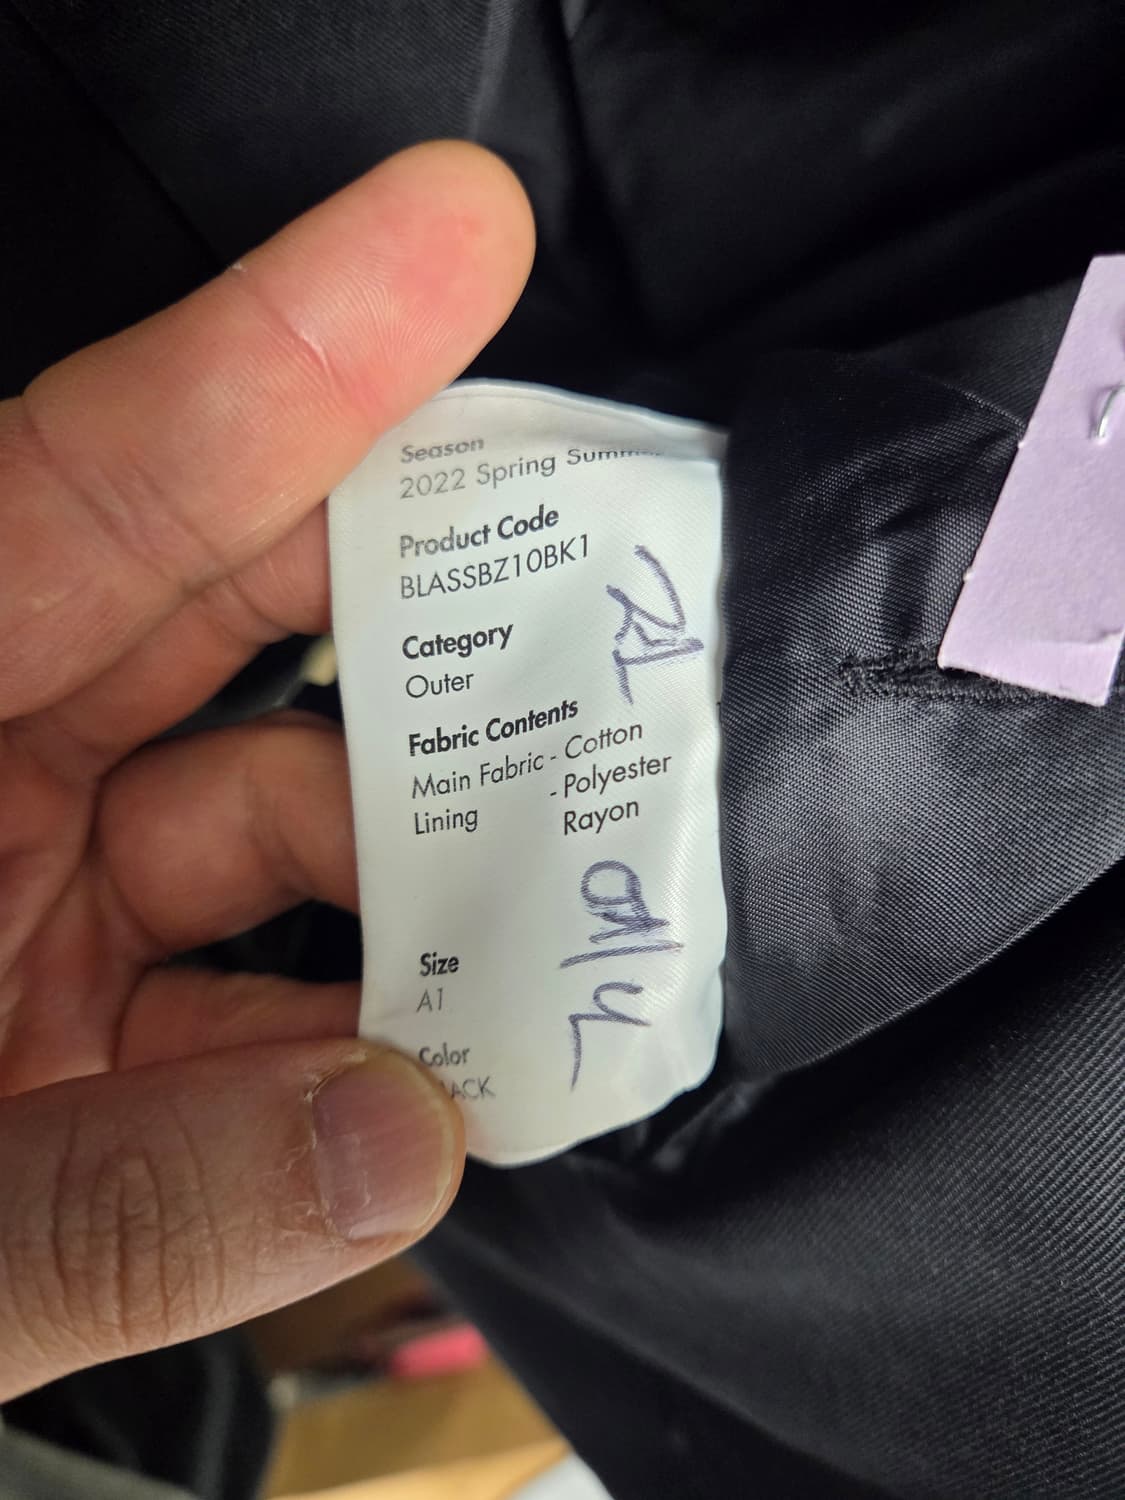 Season
2022 Spring
Product Code
BLASSBZ10BK1
Category
Outer
Fabric Contents
Main Fabric - Cotton
- Polyester
Lining Rayon
Size
A1
Color